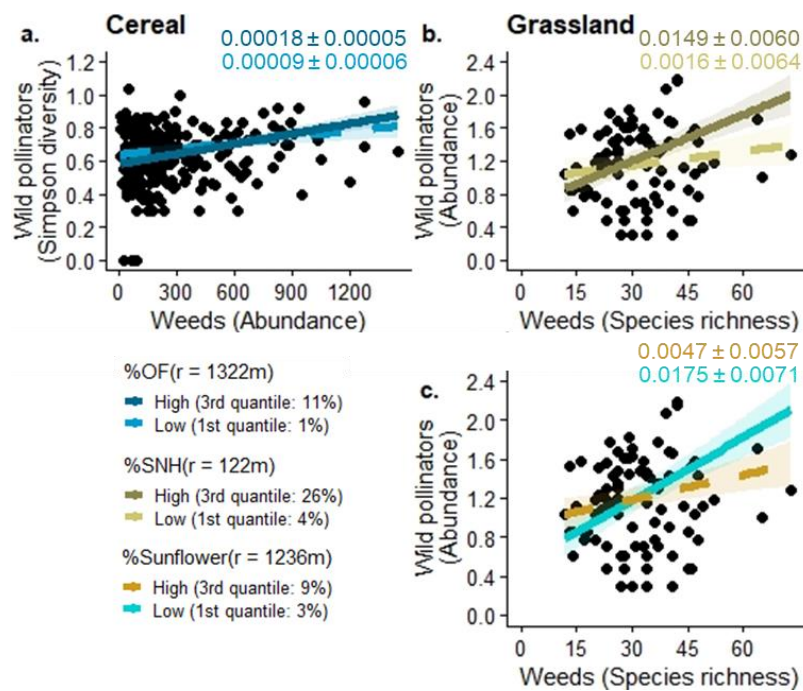 a.
Cereal
0.00018 ± 0.00005
0.00009 ± 0.00006
1.2
1.0
0.8
0.6
0.4
0.2
0.0
Wild pollinators
(Simpson diversity)
0 300 600 900 1200
Weeds (Abundance)
b.
Grassland
0.0149 ± 0.0060
0.0016 ± 0.0064
2.4
2.0
1.6
1.2
0.8
0.4
0.0
Wild pollinators
(Abundance)
0 15 30 45 60
Weeds (Species richness)
%OF(r = 1322m)
High (3rd quantile: 11%)
Low (1st quantile: 1%)
%SNH(r = 122m)
High (3rd quantile: 26%)
Low (1st quantile: 4%)
%Sunflower(r = 1236m)
High (3rd quantile: 9%)
Low (1st quantile: 3%)
c.
0.0047 ± 0.0057
0.0175 ± 0.0071
2.4
2.0
1.6
1.2
0.8
0.4
0.0
Wild pollinators
(Abundance)
0 15 30 45 60
Weeds (Species richness)